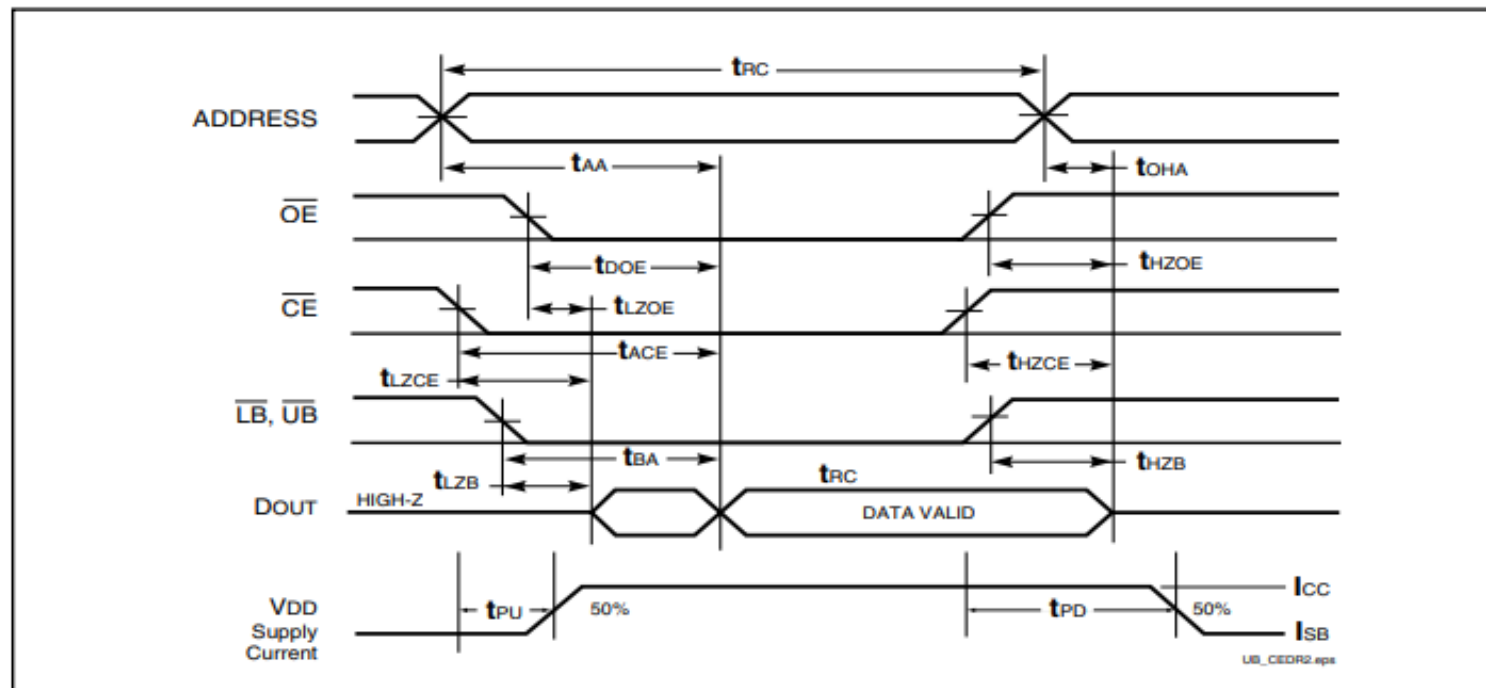 tRC
ADDRESS
tAA
tOHA
OE
tDOE
tHZOE
tLZOE
CE
tACE
tHZCE
tLZCE
LB, UB
tBA
tHZB
tLZB
tRC
DOUT
HIGH-Z
DATA VALID
ICC
tPU
50%
tPD
50%
VDD
Supply
Current
ISB
UB_CEDR2.eps